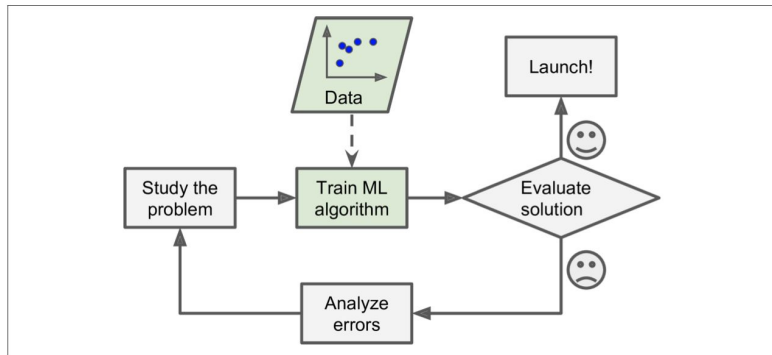 Data
Launch!
Study the
problem
Train ML
algorithm
Evaluate
solution
Analyze
errors